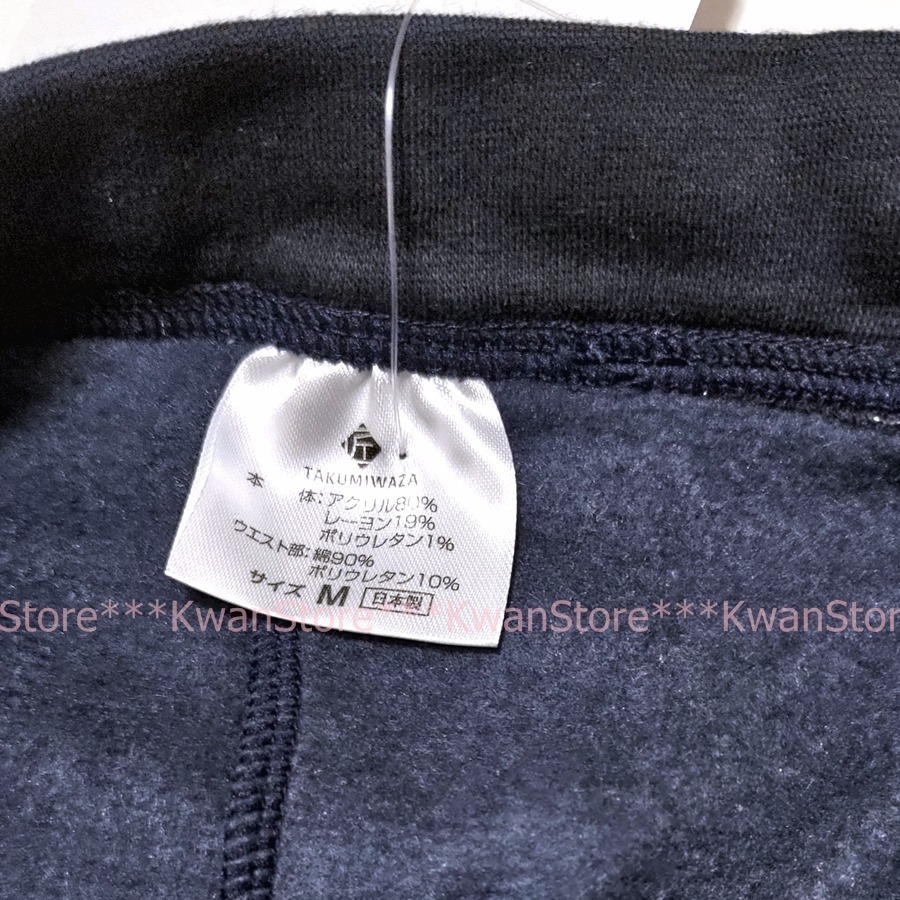 TAKUMIWAZA
本　体：アクリル80%
レーヨン19%
ポリウレタン1%
ウエスト部：綿90%
ポリウレタン10%
サイズ M 日本製
Store***KwanStore***KwanStore***KwanStore